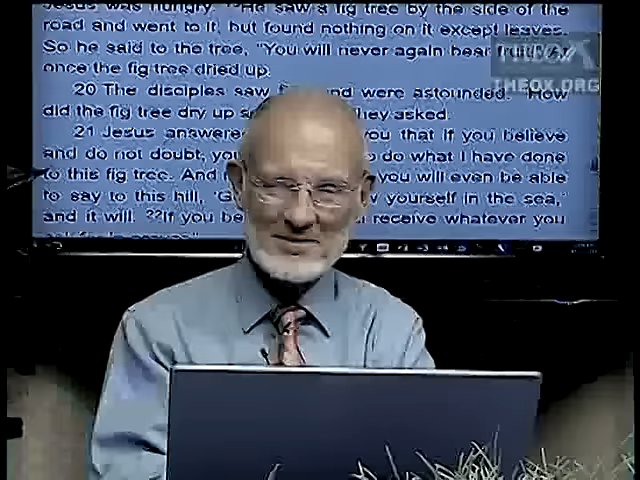 Jesus was hungry. ¹⁹He saw a fig tree by the side of the
road and went to it, but found nothing on it except leaves.
So he said to the tree, "You will never again bear fruit." At
once the fig tree dried up.
20 The disciples saw and were astounded. "How
did the fig tree dry up hey asked.
21 Jesus answere you that if you believe
and do not doubt, you do what I have done
to this fig tree. And you will even be able
to say to this hill, yourself in the sea,'
and it will. ²²If you be receive whatever you
THEOX
THEOX.ORG